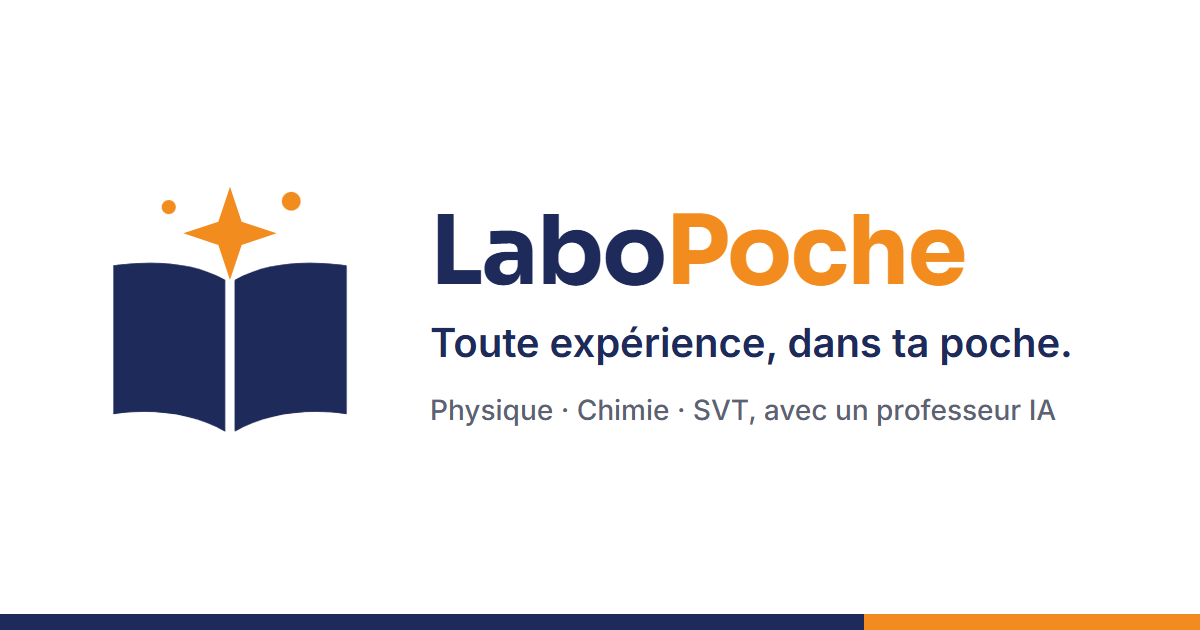 LaboPoche
Toute expérience, dans ta poche.
Physique · Chimie · SVT, avec un professeur IA